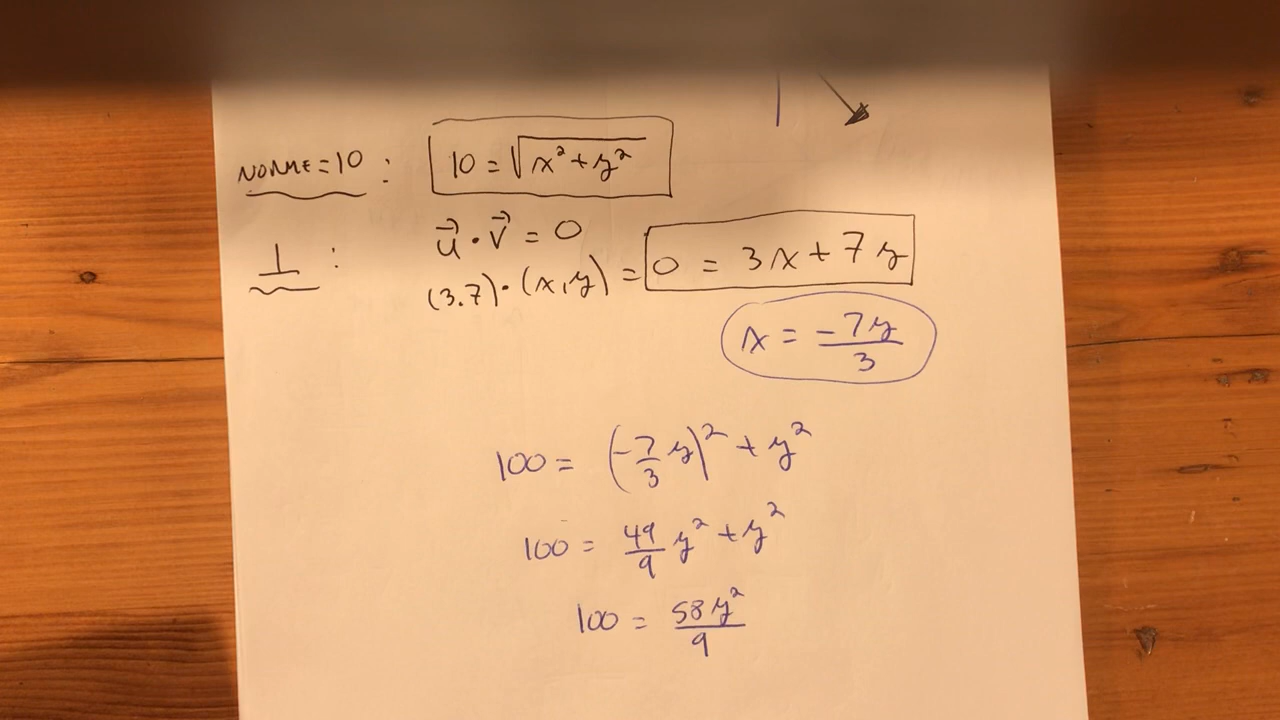 NORME=10 : 10 = √x² + y²
u⃗ · v⃗ = 0
⊥ : (3.7)·(x,y) = 0 = 3x + 7y
x = -7y/3
100 = (-7/3 y)² + y²
100 = 49/9 y² + y²
100 = 58y²/9